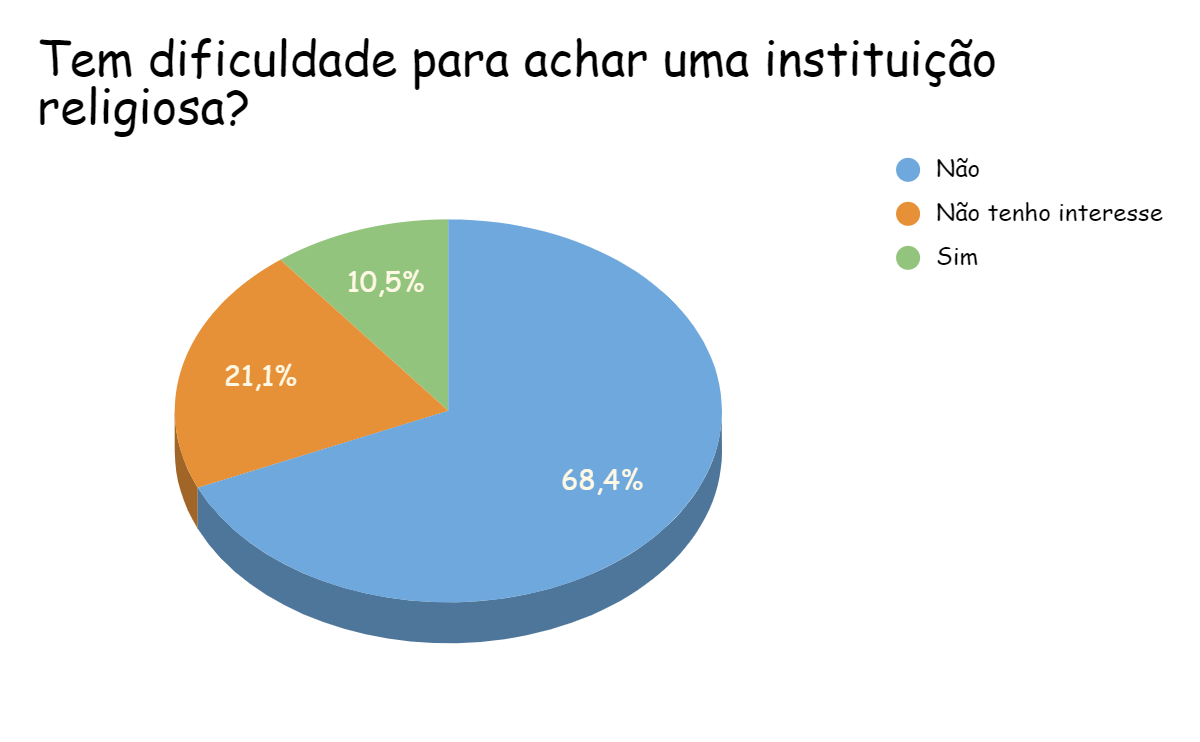 Tem dificuldade para achar uma instituição
religiosa?
Não
Não tenho interesse
Sim
10,5%
21,1%
68,4%